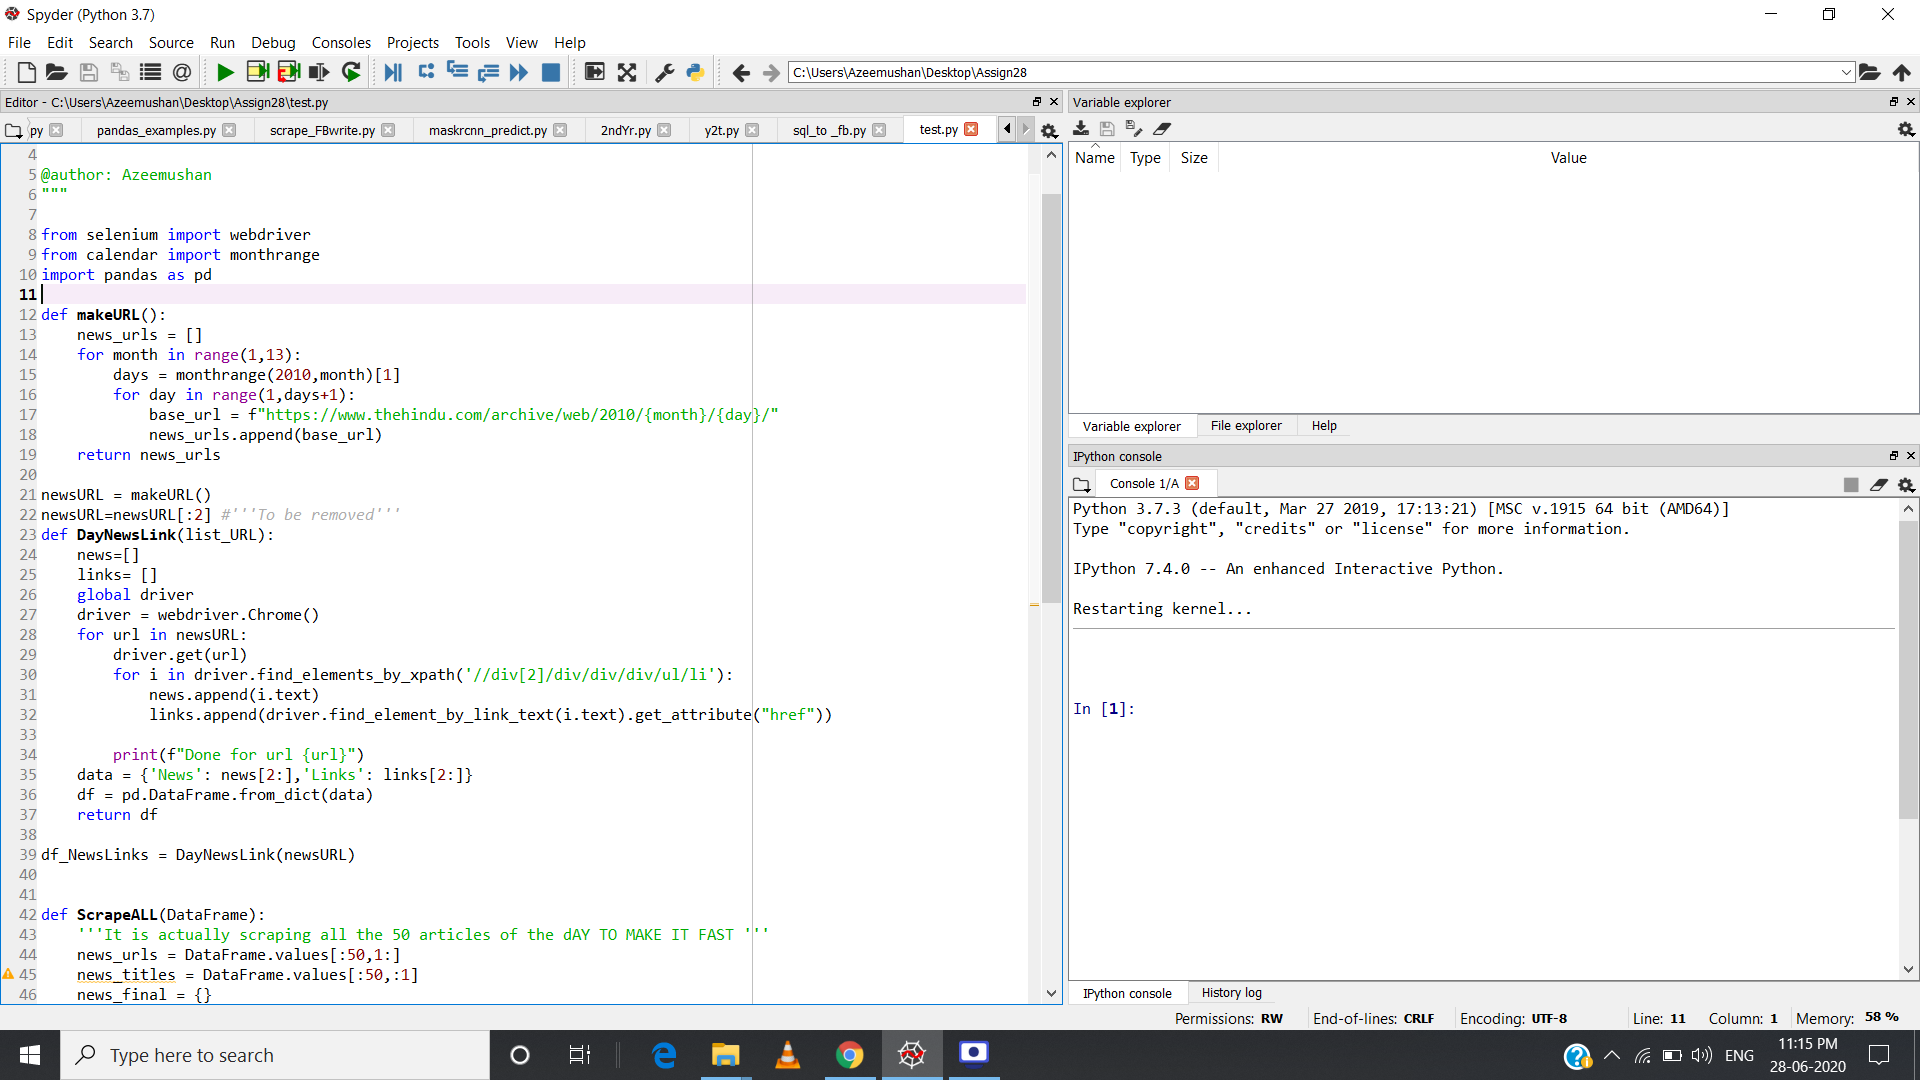 Spyder (Python 3.7)
File Edit Search Source Run Debug Consoles Projects Tools View Help
C:\Users\Azeemushan\Desktop\Assign28
Editor - C:\Users\Azeemushan\Desktop\Assign28\test.py
py pandas_examples.py scrape_FBwrite.py maskrcnn_predict.py 2ndYr.py y2t.py sql_to _fb.py test.py
4
5 @author: Azeemushan
6 """
7
8 from selenium import webdriver
9 from calendar import monthrange
10 import pandas as pd
11
12 def makeURL():
13     news_urls = []
14     for month in range(1,13):
15         days = monthrange(2010,month)[1]
16         for day in range(1,days+1):
17             base_url = f"https://www.thehindu.com/archive/web/2010/{month}/{day}/"
18             news_urls.append(base_url)
19     return news_urls
20
21 newsURL = makeURL()
22 newsURL=newsURL[:2] #'''To be removed'''
23 def DayNewsLink(list_URL):
24     news=[]
25     links= []
26     global driver
27     driver = webdriver.Chrome()
28     for url in newsURL:
29         driver.get(url)
30         for i in driver.find_elements_by_xpath('//div[2]/div/div/div/ul/li'):
31             news.append(i.text)
32             links.append(driver.find_element_by_link_text(i.text).get_attribute("href"))
33
34         print(f"Done for url {url}")
35     data = {'News': news[2:],'Links': links[2:]}
36     df = pd.DataFrame.from_dict(data)
37     return df
38
39 df_NewsLinks = DayNewsLink(newsURL)
40
41
42 def ScrapeALL(DataFrame):
43     '''It is actually scraping all the 50 articles of the dAY TO MAKE IT FAST '''
44     news_urls = DataFrame.values[:50,1:]
45     news_titles = DataFrame.values[:50,:1]
46     news_final = {}
Variable explorer
Name Type Size Value
Variable explorer File explorer Help
IPython console
Console 1/A
Python 3.7.3 (default, Mar 27 2019, 17:13:21) [MSC v.1915 64 bit (AMD64)]
Type "copyright", "credits" or "license" for more information.
IPython 7.4.0 -- An enhanced Interactive Python.
Restarting kernel...
In [1]:
IPython console History log
Permissions: RW End-of-lines: CRLF Encoding: UTF-8 Line: 11 Column: 1 Memory: 58 %
Type here to search
ENG
11:15 PM
28-06-2020